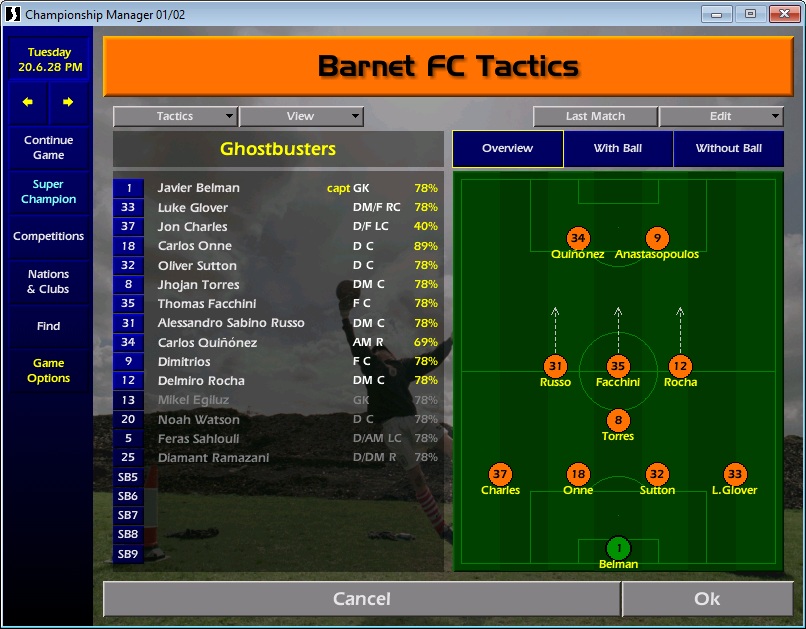 Championship Manager 01/02
Tuesday
20.6.28 PM
Continue
Game
Super
Champion
Competitions
Nations
& Clubs
Find
Game
Options
Barnet FC Tactics
Tactics
View
Last Match
Edit
Ghostbusters
Overview
With Ball
Without Ball
1 Javier Belman capt GK 78%
33 Luke Glover DM/F RC 78%
37 Jon Charles D/F LC 40%
18 Carlos Onne D C 89%
32 Oliver Sutton D C 78%
8 Jhojan Torres DM C 78%
35 Thomas Facchini F C 78%
31 Alessandro Sabino Russo DM C 78%
34 Carlos Quiñónez AM R 69%
9 Dimitrios F C 78%
12 Delmiro Rocha DM C 78%
13 Mikel Egiluz GK 78%
20 Noah Watson D C 78%
5 Feras Sahlouli D/AM LC 78%
25 Diamant Ramazani D/DM R 78%
SB5
SB6
SB7
SB8
SB9
34 9
Quiñónez Anastasopoulos
31 35 12
Russo Facchini Rocha
8
Torres
37 18 32 33
Charles Onne Sutton L.Glover
1
Belman
Cancel
Ok